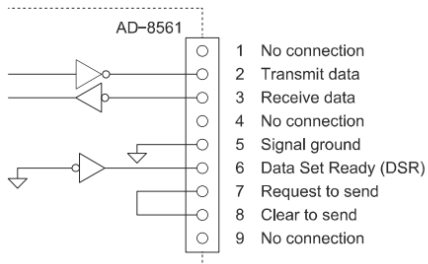 AD-8561
1 No connection
2 Transmit data
3 Receive data
4 No connection
5 Signal ground
6 Data Set Ready (DSR)
7 Request to send
8 Clear to send
9 No connection